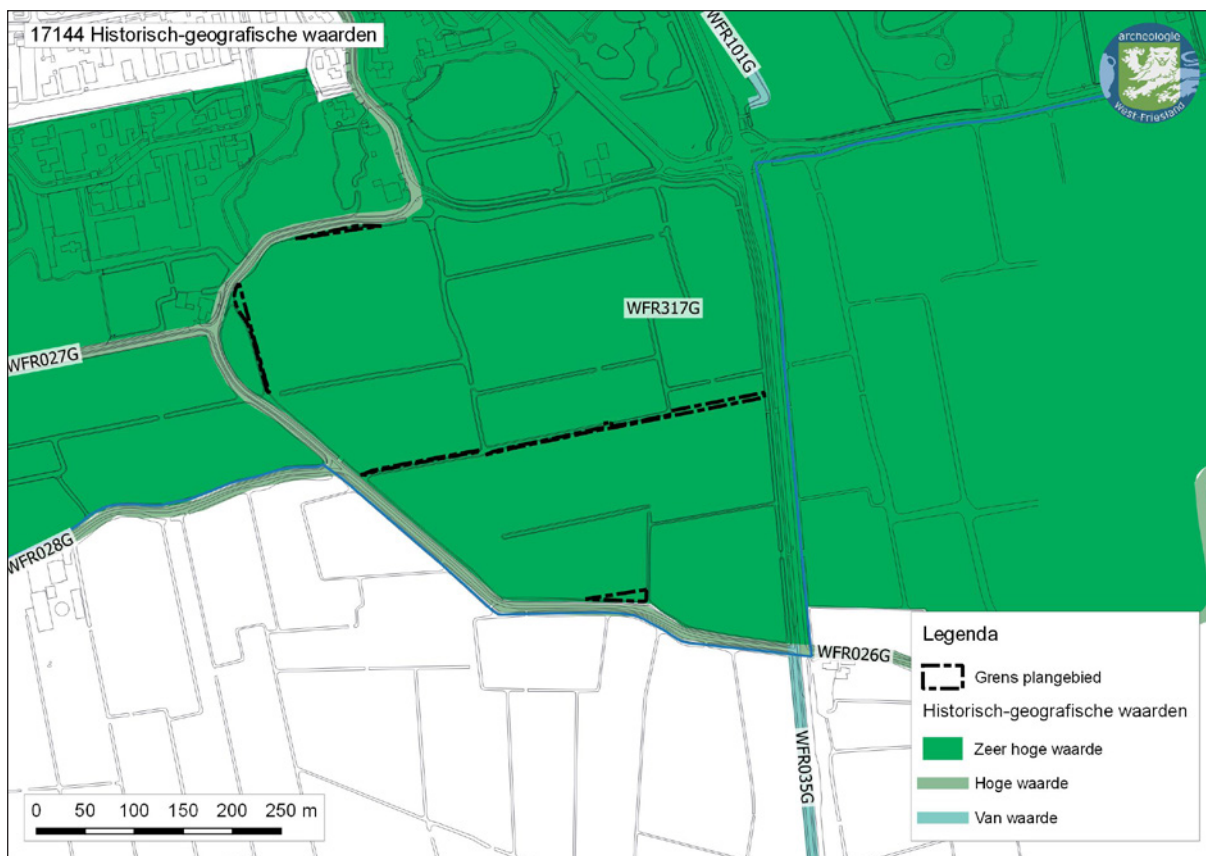 17144 Historisch-geografische waarden
WFR101G
archeologie
West-Friesland
WFR317G
WFR027G
WFR028G
WFR026G
WFR035G
Legenda
Grens plangebied
Historisch-geografische waarden
Zeer hoge waarde
Hoge waarde
Van waarde
0 50 100 150 200 250 m